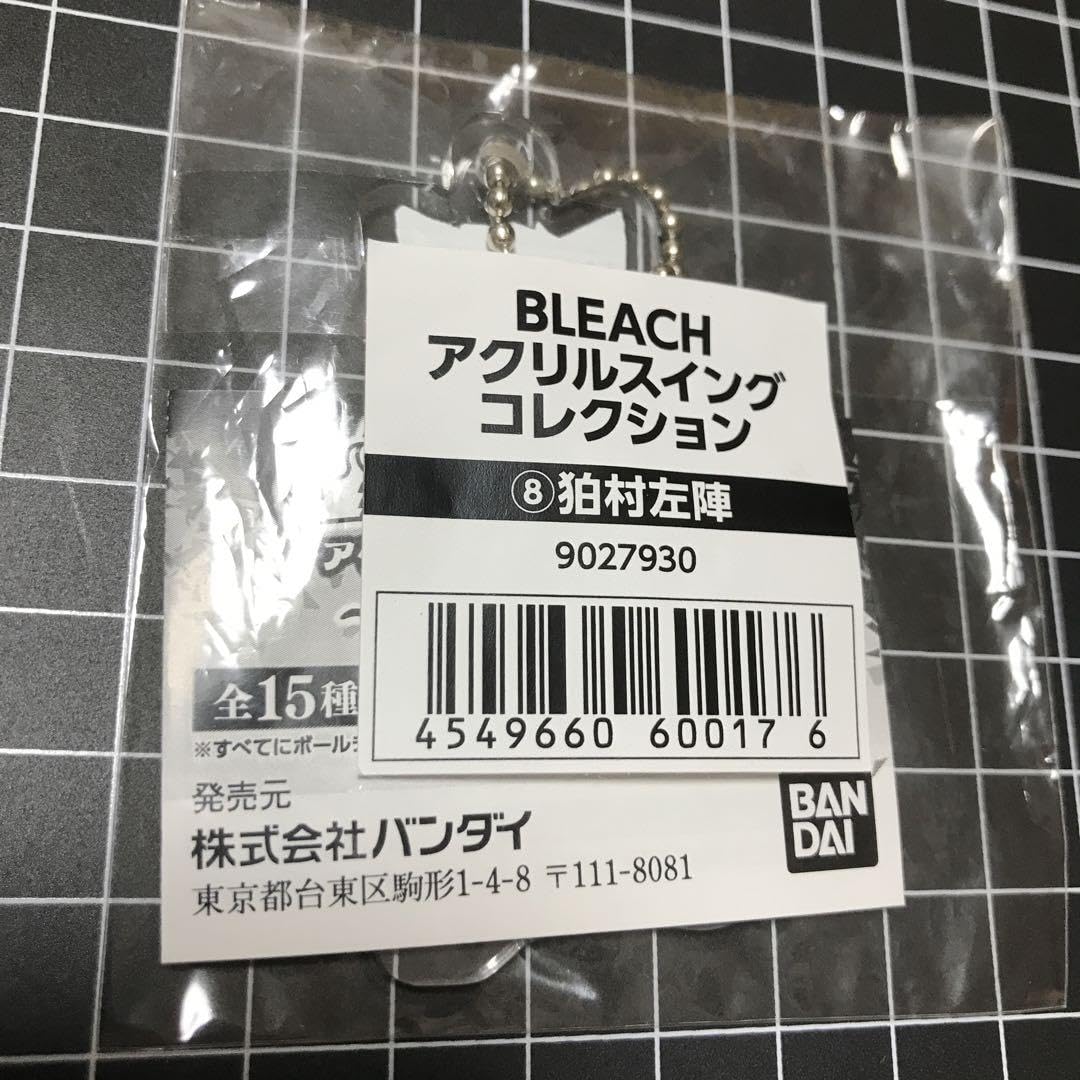 BLEACH
アクリルスイング
コレクション
⑧狛村左陣
9027930
4549660 60017 6
全15種
※すべてにボール
発売元
株式会社バンダイ
東京都台東区駒形1-4-8 〒111-8081
BAN
DAI